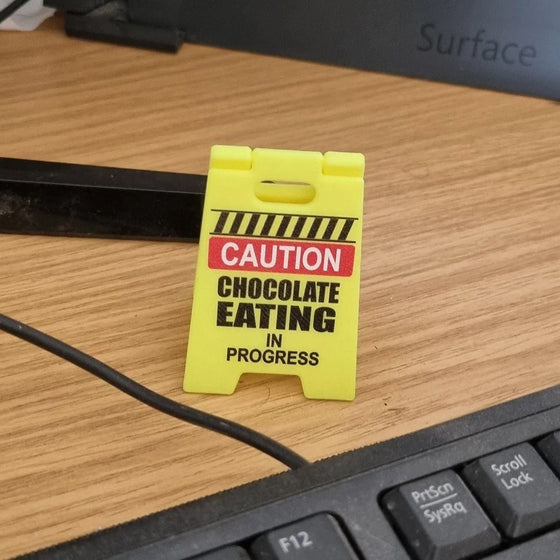 Surface
CAUTION
CHOCOLATE
EATING
IN
PROGRESS
Scroll
Lock
PrtScn
SysRq
F12